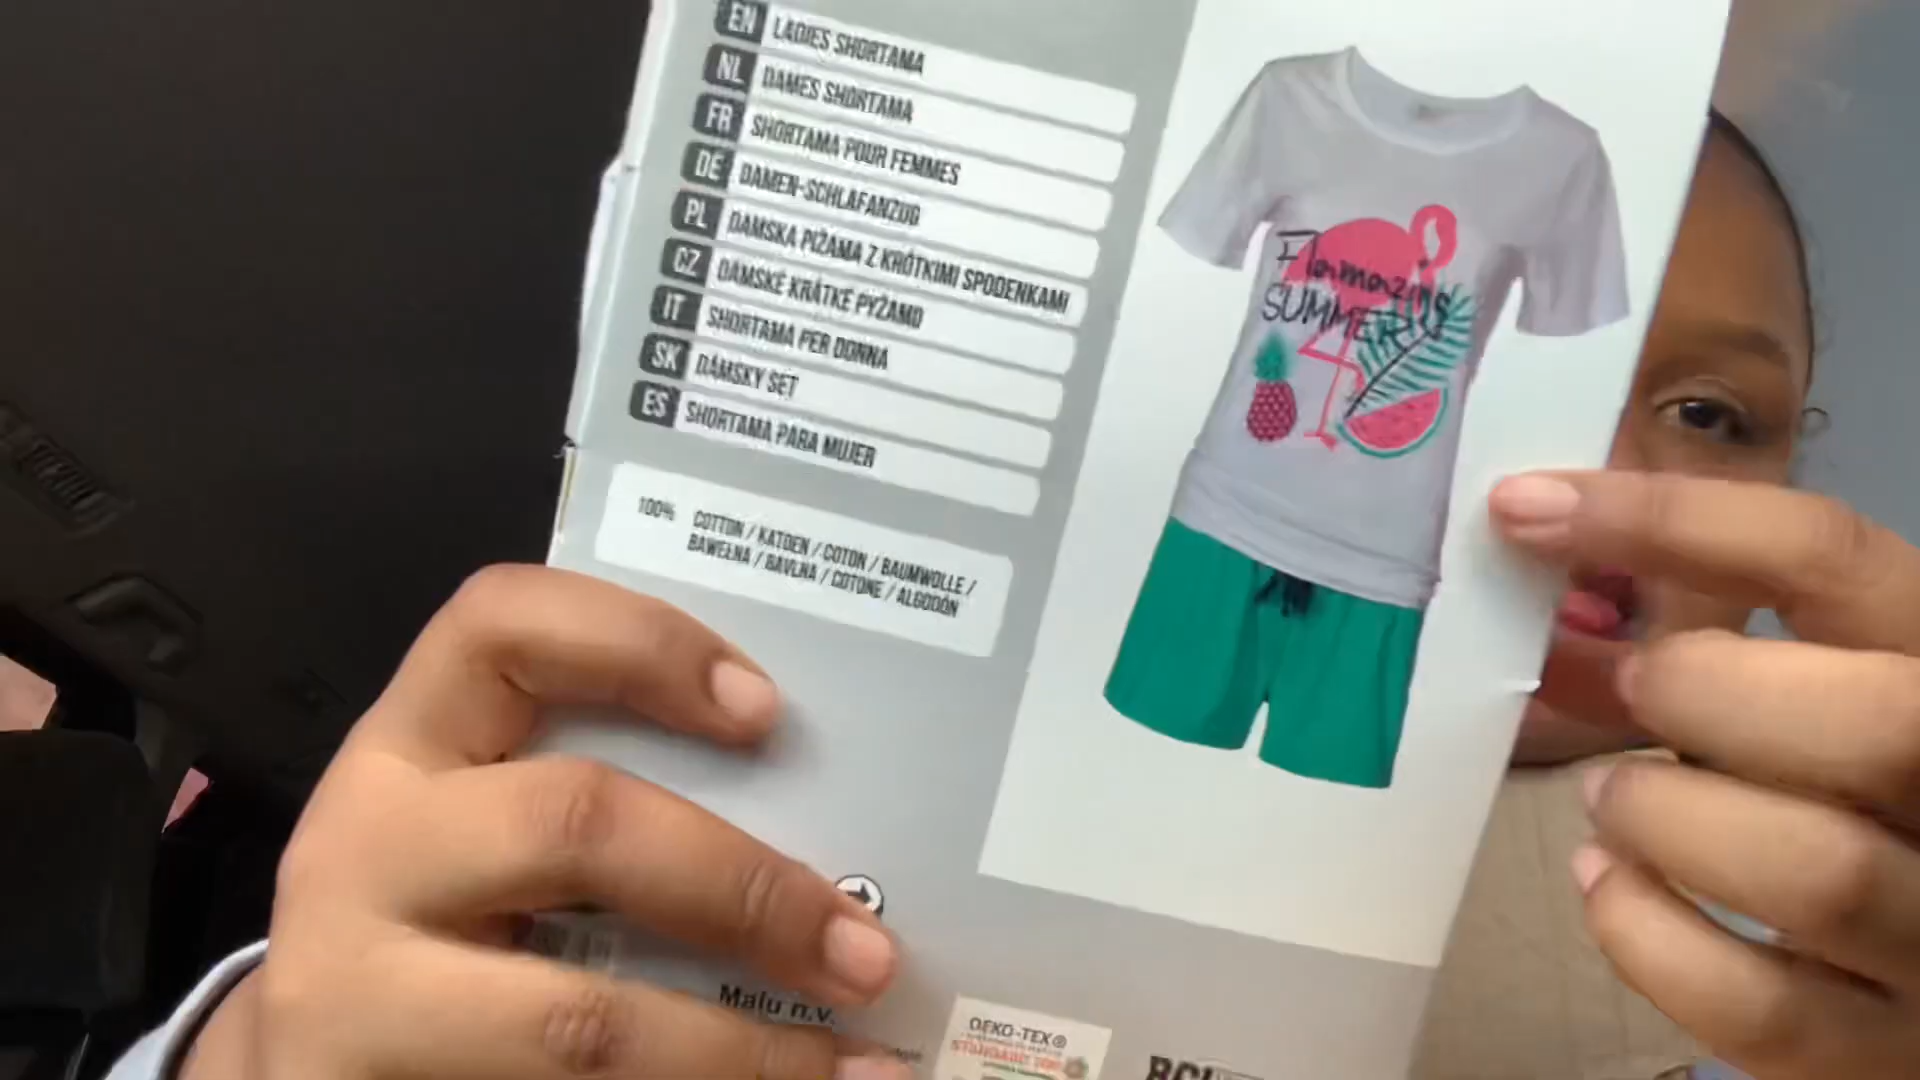 EN LADIES SHORTAMA
NL DAMES SHORTAMA
FR SHORTAMA POUR FEMMES
DE DAMEN-SCHLAFANZUG
PL DAMSKA PIŻAMA Z KRÓTKIMI SPODENKAMI
CZ DÁMSKÉ KRÁTKÉ PYŽAMO
IT SHORTAMA PER DONNA
SK DÁMSKY SET
ES SHORTAMA PARA MUJER
100% COTTON / KATOEN / COTON / BAUMWOLLE /
BAWEŁNA / BAVLNA / COTONE / ALGODÓN
SUMMER
Malu n.v.
OEKO-TEX®
STANDARD 100